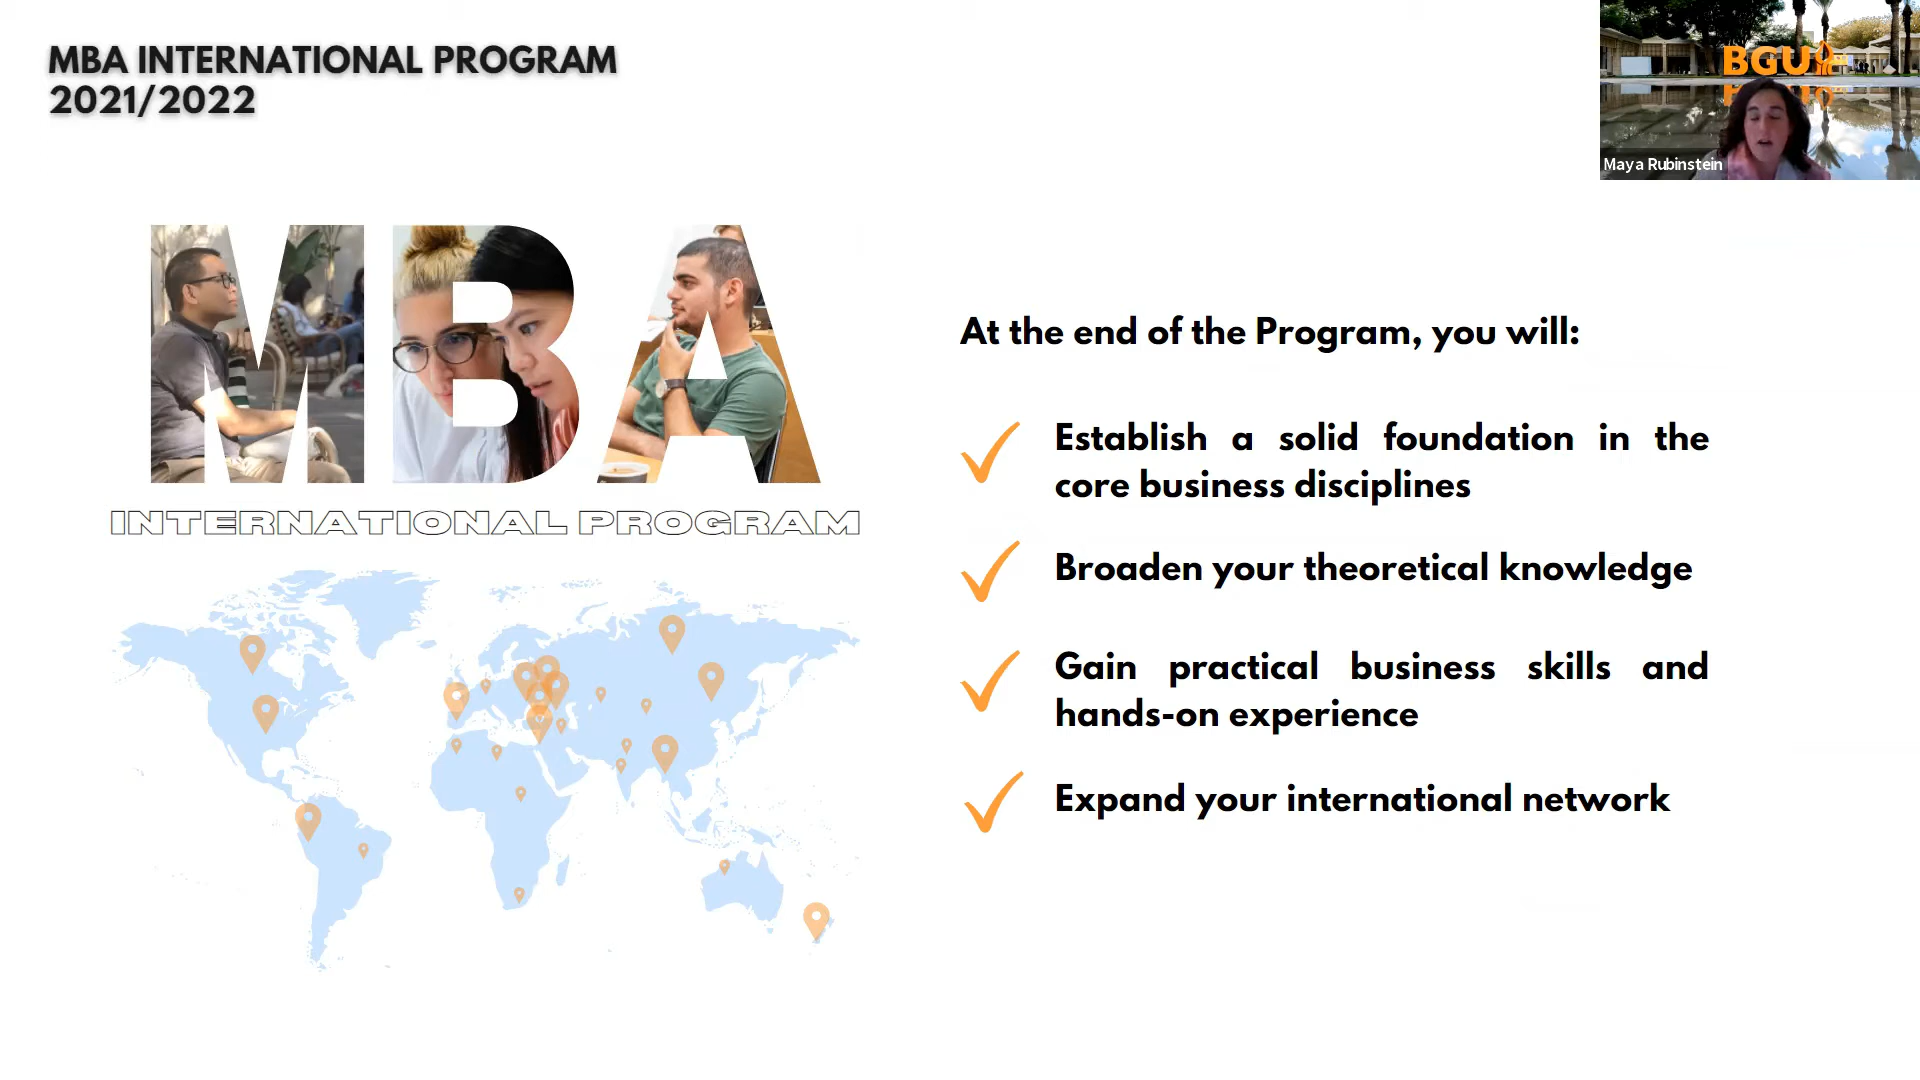 MBA INTERNATIONAL PROGRAM
2021/2022
BGU
Maya Rubinstein
MBA
INTERNATIONAL PROGRAM
At the end of the Program, you will:
Establish a solid foundation in the
core business disciplines
Broaden your theoretical knowledge
Gain practical business skills and
hands-on experience
Expand your international network